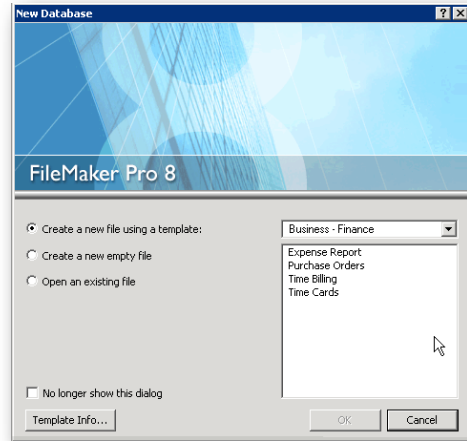 New Database
FileMaker Pro 8
Create a new file using a template:
Business - Finance
Create a new empty file
Open an existing file
Expense Report
Purchase Orders
Time Billing
Time Cards
No longer show this dialog
Template Info...
OK
Cancel